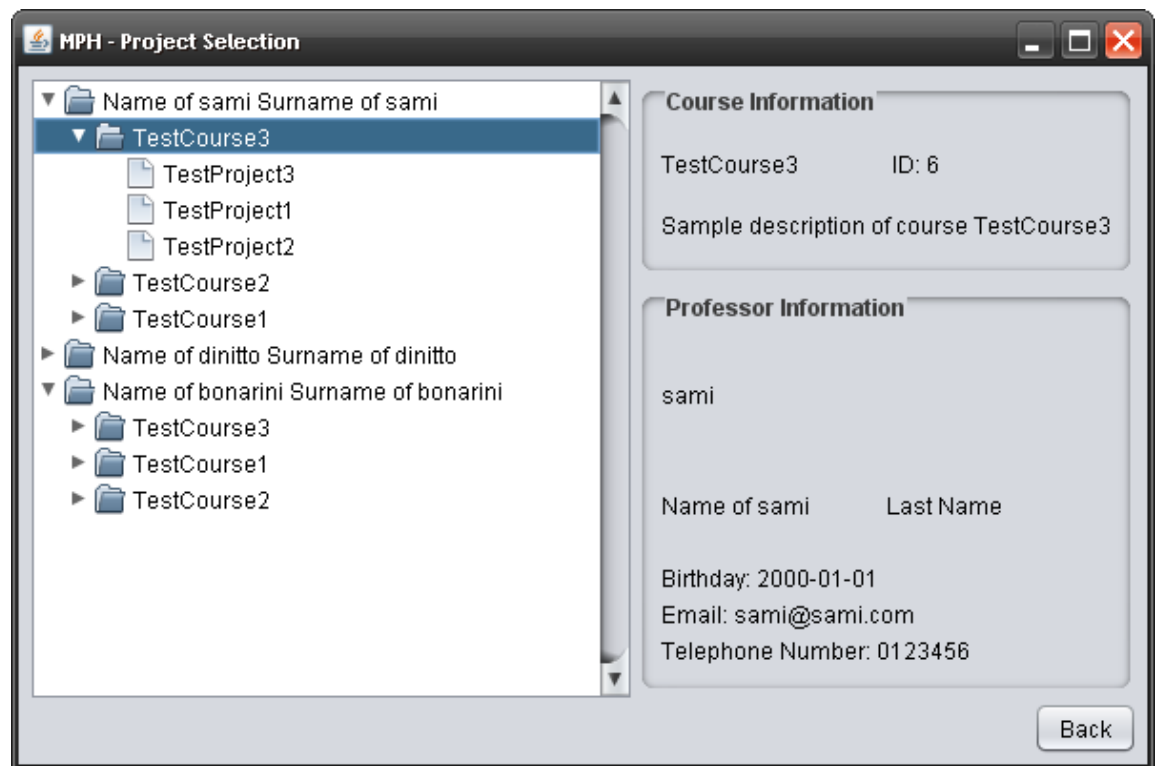 MPH - Project Selection
Name of sami Surname of sami
TestCourse3
TestProject3
TestProject1
TestProject2
TestCourse2
TestCourse1
Name of dinitto Surname of dinitto
Name of bonarini Surname of bonarini
TestCourse3
TestCourse1
TestCourse2
Course Information
TestCourse3 ID: 6
Sample description of course TestCourse3
Professor Information
sami
Name of sami Last Name
Birthday: 2000-01-01
Email: sami@sami.com
Telephone Number: 0123456
Back